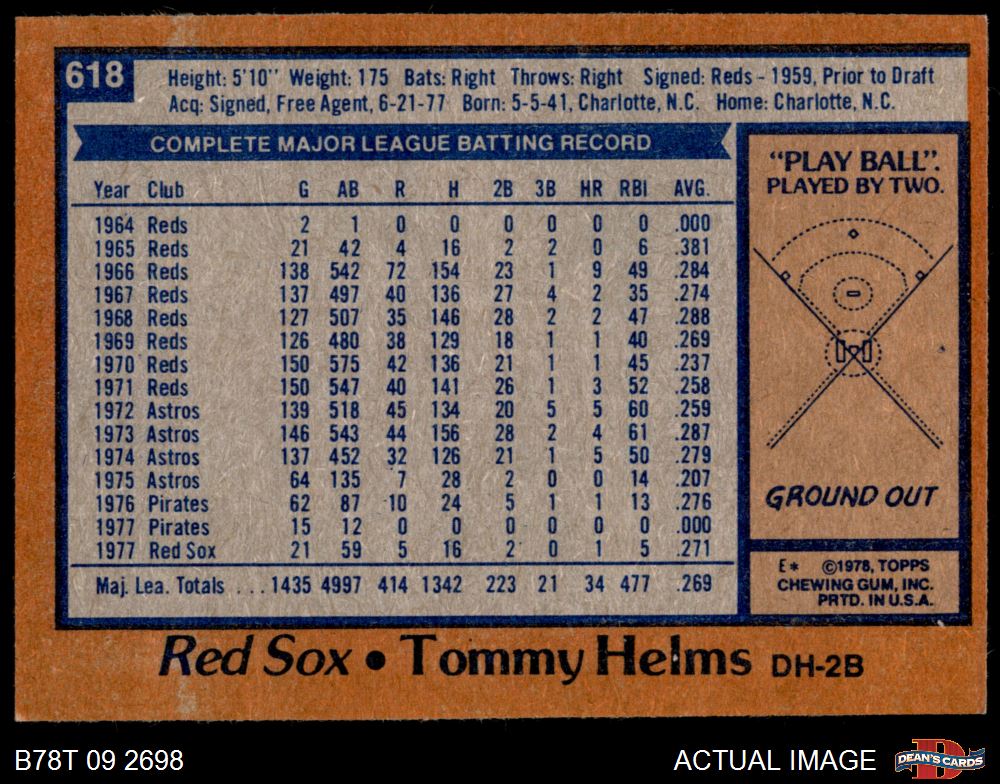 618
Height: 5'10" Weight: 175 Bats: Right Throws: Right Signed: Reds - 1959, Prior to Draft
Acq: Signed, Free Agent, 6-21-77 Born: 5-5-41, Charlotte, N.C. Home: Charlotte, N.C.
COMPLETE MAJOR LEAGUE BATTING RECORD
Year Club G AB R H 2B 3B HR RBI AVG.
1964 Reds 2 1 0 0 0 0 0 0 .000
1965 Reds 21 42 4 16 2 2 0 6 .381
1966 Reds 138 542 72 154 23 1 9 49 .284
1967 Reds 137 497 40 136 27 4 2 35 .274
1968 Reds 127 507 35 146 28 2 2 47 .288
1969 Reds 126 480 38 129 18 1 1 40 .269
1970 Reds 150 575 42 136 21 1 1 45 .237
1971 Reds 150 547 40 141 26 1 3 52 .258
1972 Astros 139 518 45 134 20 5 5 60 .259
1973 Astros 146 543 44 156 28 2 4 61 .287
1974 Astros 137 452 32 126 21 1 5 50 .279
1975 Astros 64 135 7 28 2 0 0 14 .207
1976 Pirates 62 87 10 24 5 1 1 13 .276
1977 Pirates 15 12 0 0 0 0 0 0 .000
1977 Red Sox 21 59 5 16 2 0 1 5 .271
Maj. Lea. Totals ...1435 4997 414 1342 223 21 34 477 .269
"PLAY BALL".
PLAYED BY TWO.
GROUND OUT
E* ©1978, TOPPS
CHEWING GUM, INC.
PRTD. IN U.S.A.
Red Sox • Tommy Helms DH-2B
B78T 09 2698
ACTUAL IMAGE
DEAN'S CARDS